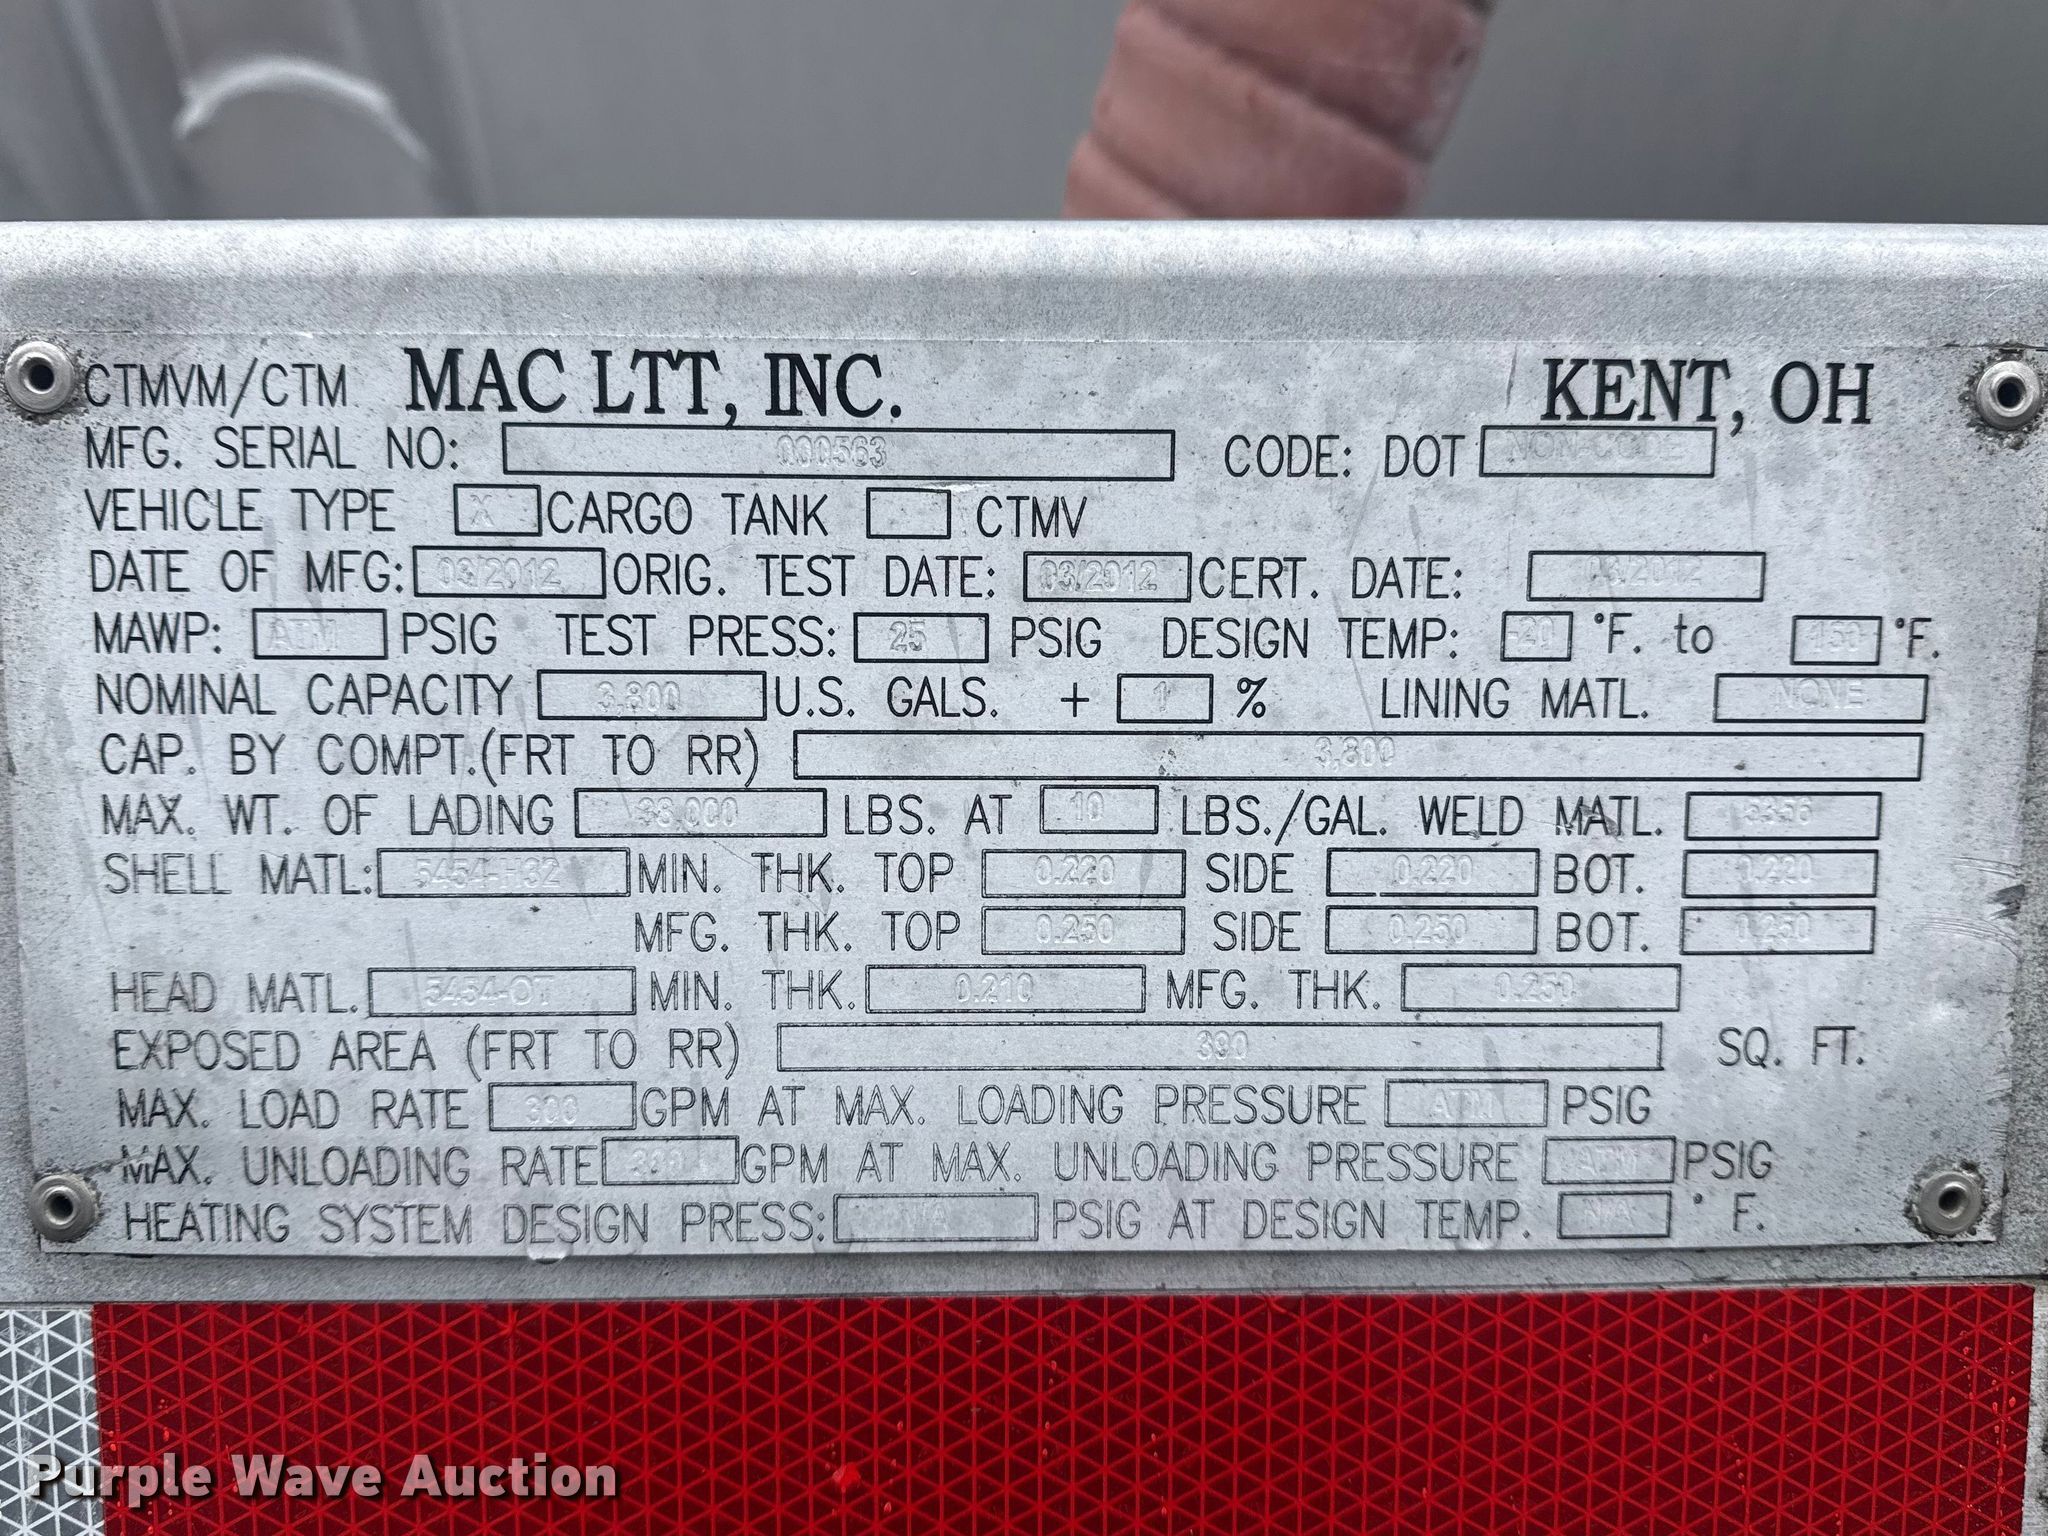 CTMVM/CTM MAC LTT, INC. KENT, OH
MFG. SERIAL NO: 000563 CODE: DOT NON-CODE
VEHICLE TYPE X CARGO TANK CTMV
DATE OF MFG: 03/2012 ORIG. TEST DATE: 03/2012 CERT. DATE: 03/2012
MAWP: ATM PSIG TEST PRESS: 25 PSIG DESIGN TEMP: -20 °F. to 150 °F.
NOMINAL CAPACITY 3,800 U.S. GALS. + 1 % LINING MATL. NONE
CAP. BY COMPT.(FRT TO RR) 3,800
MAX. WT. OF LADING 38,000 LBS. AT 10 LBS./GAL. WELD MATL. 5356
SHELL MATL: 5454-H32 MIN. THK. TOP 0.220 SIDE 0.220 BOT. 0.220
MFG. THK. TOP 0.250 SIDE 0.250 BOT. 0.250
HEAD MATL. 5454-OT MIN. THK. 0.210 MFG. THK. 0.250
EXPOSED AREA (FRT TO RR) 390 SQ. FT.
MAX. LOAD RATE 300 GPM AT MAX. LOADING PRESSURE ATM PSIG
MAX. UNLOADING RATE 300 GPM AT MAX. UNLOADING PRESSURE ATM PSIG
HEATING SYSTEM DESIGN PRESS: N/A PSIG AT DESIGN TEMP. N/A ° F.
Purple Wave Auction